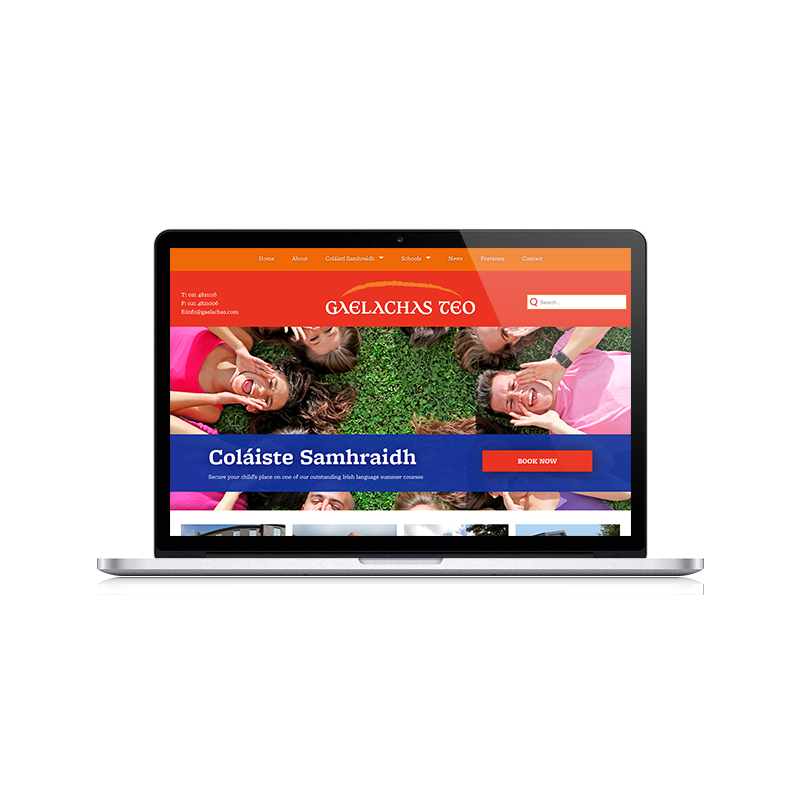 Home About Coláistí Samhraidh Schools News Fostanna Contact
T: 021 4821116
F: 021 4821006
E:info@gaelachas.com
GAELACHAS TEO
Search...
Coláiste Samhraidh
BOOK NOW
Secure your child's place on one of our outstanding Irish language summer courses